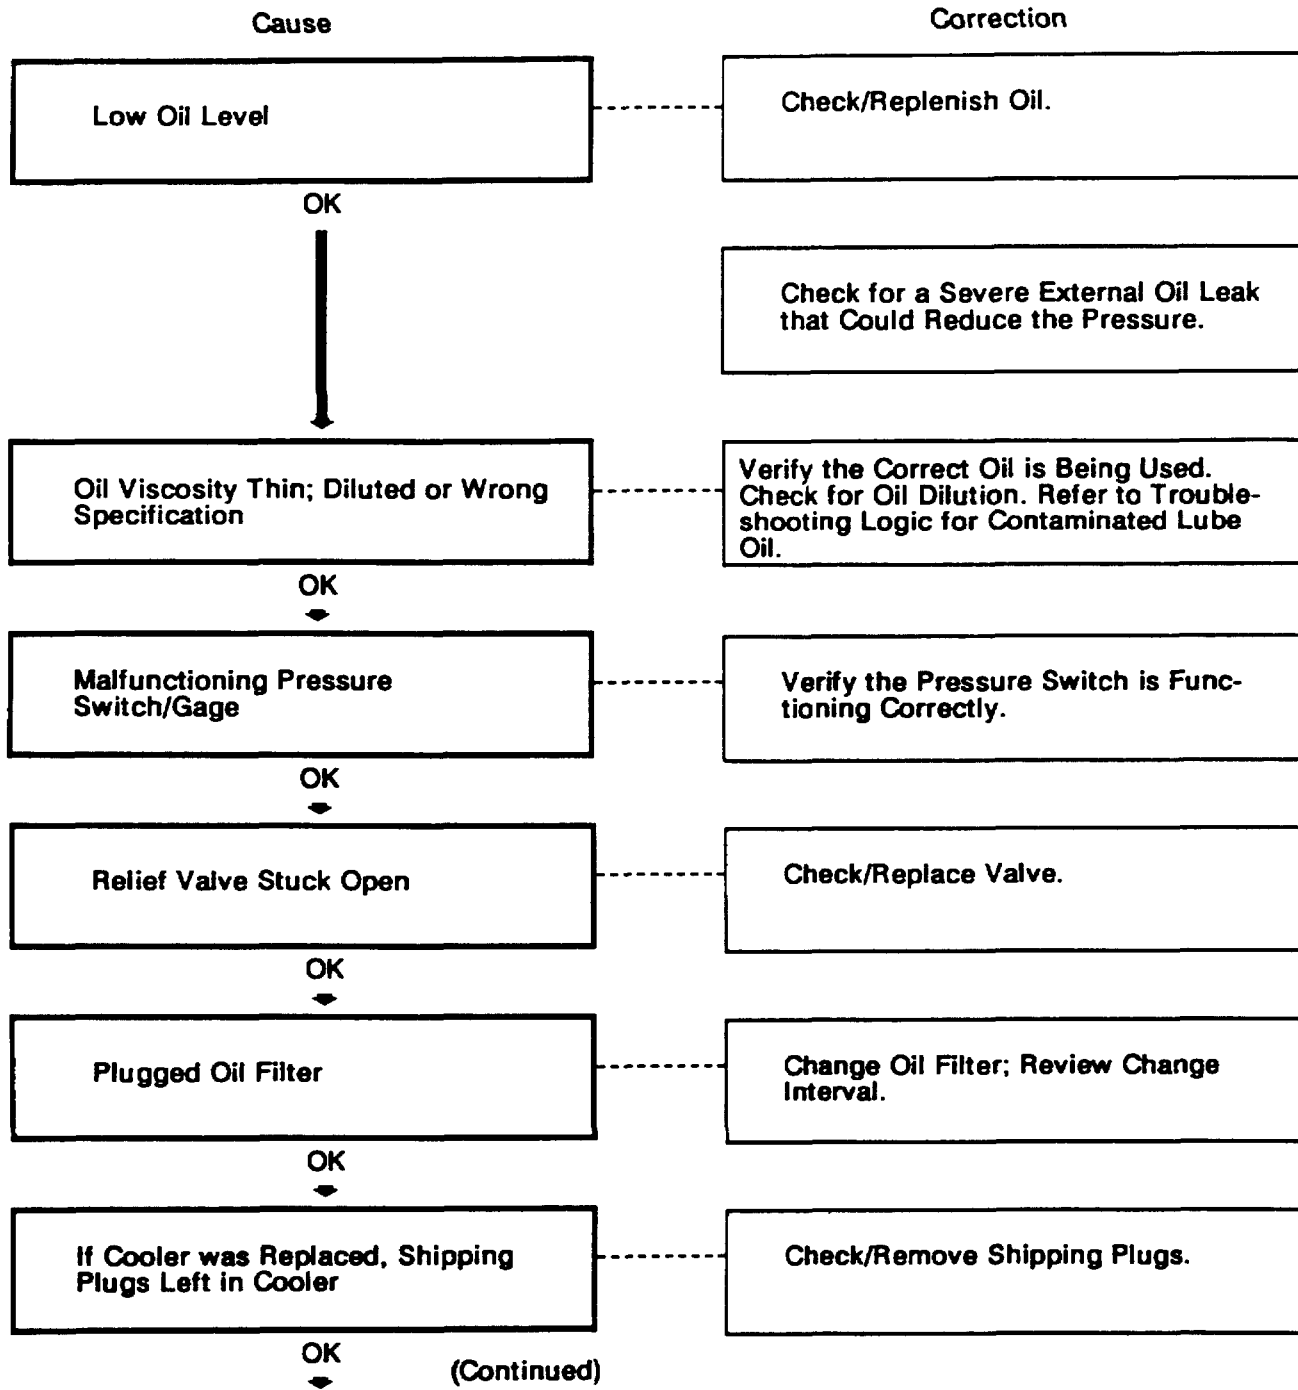 Cause
Correction
Low Oil Level
Check/Replenish Oil.
OK
Check for a Severe External Oil Leak
that Could Reduce the Pressure.
Oil Viscosity Thin; Diluted or Wrong
Specification
Verify the Correct Oil is Being Used.
Check for Oil Dilution. Refer to Trouble-
shooting Logic for Contaminated Lube
Oil.
OK
Malfunctioning Pressure
Switch/Gage
Verify the Pressure Switch is Func-
tioning Correctly.
OK
Relief Valve Stuck Open
Check/Replace Valve.
OK
Plugged Oil Filter
Change Oil Filter; Review Change
Interval.
OK
If Cooler was Replaced, Shipping
Plugs Left in Cooler
Check/Remove Shipping Plugs.
OK
(Continued)